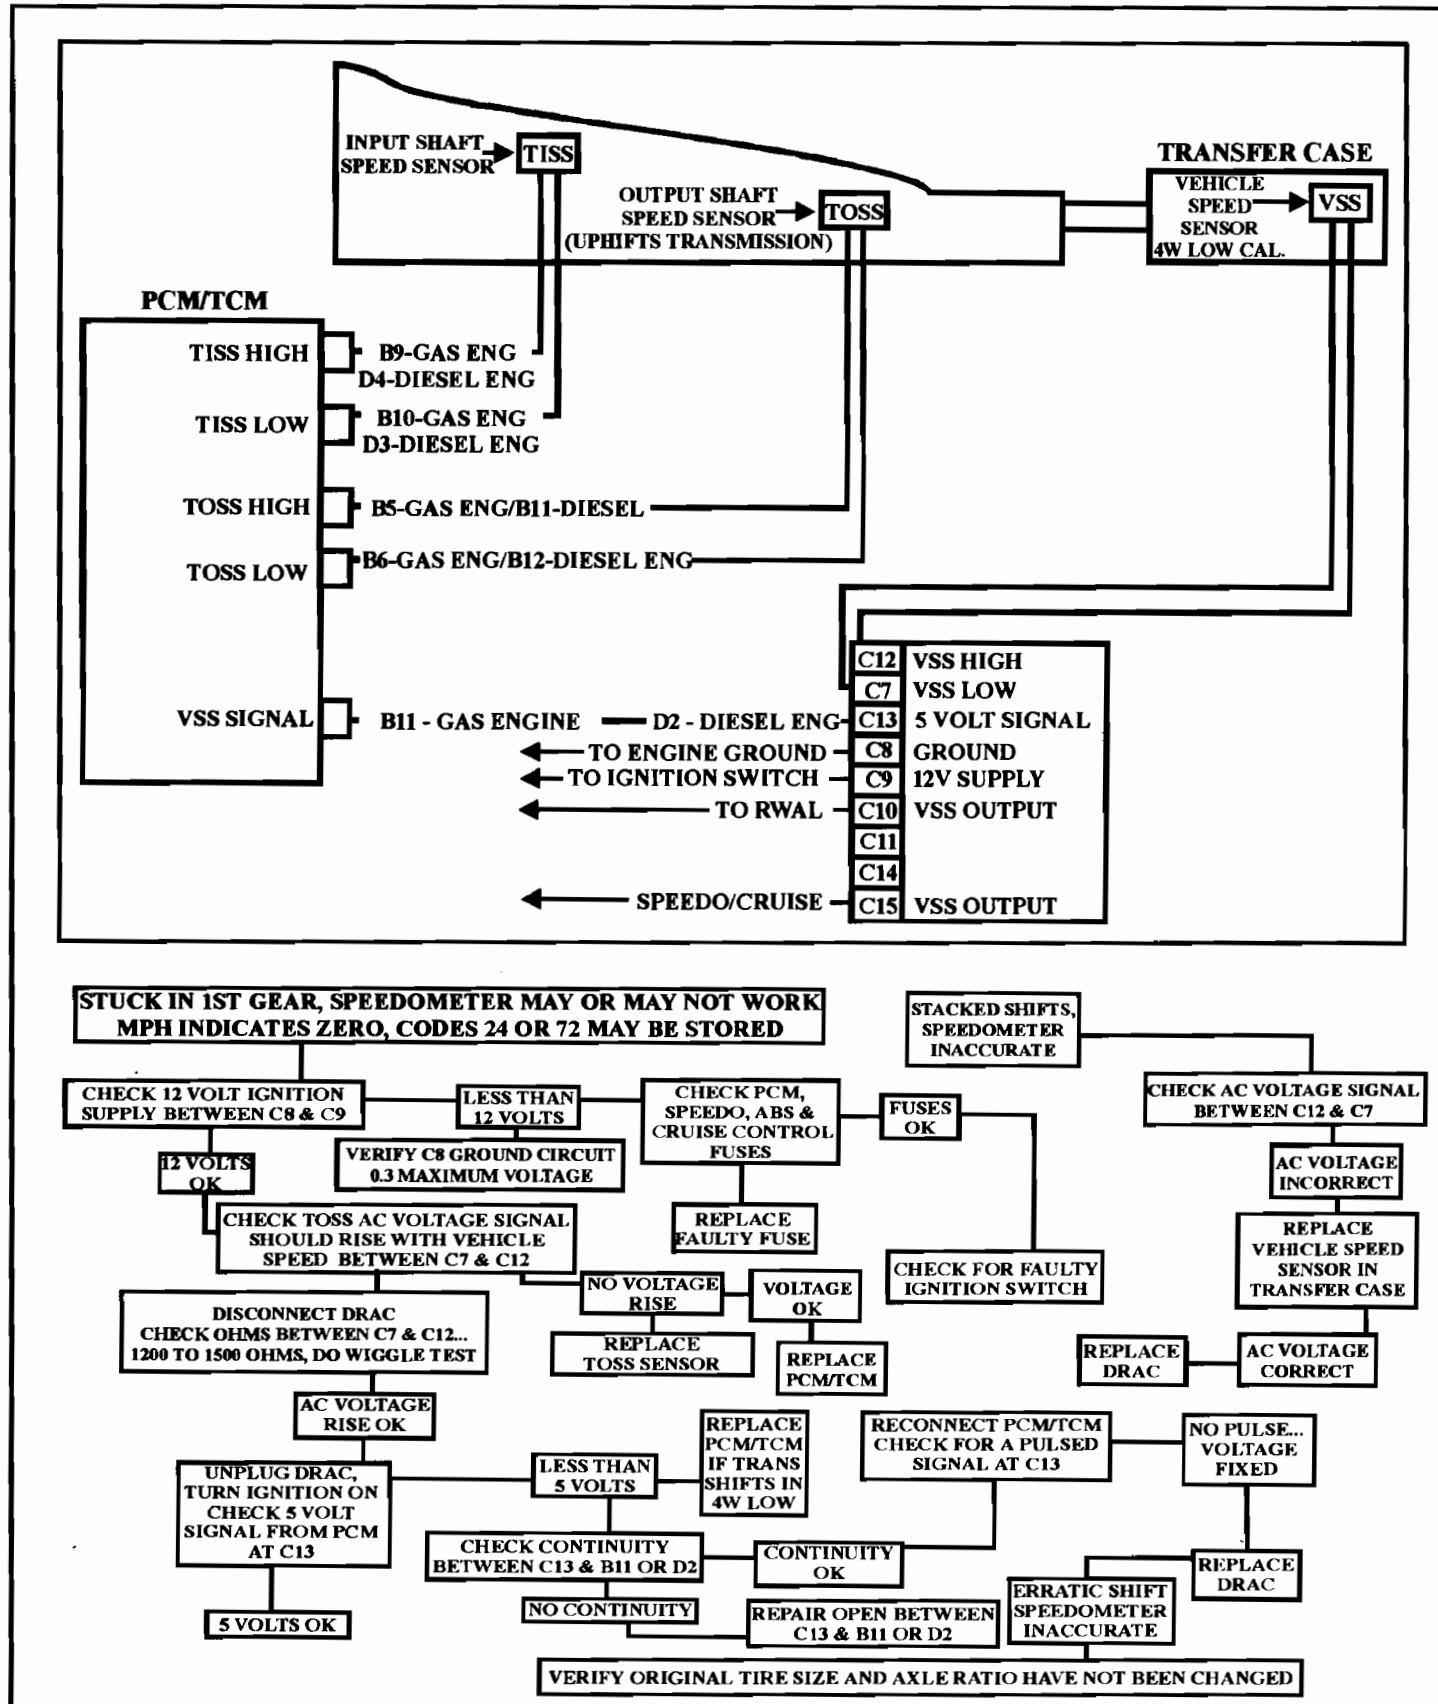 INPUT SHAFT
SPEED SENSOR
TISS
OUTPUT SHAFT
SPEED SENSOR
(UPHIFTS TRANSMISSION)
TOSS
TRANSFER CASE
VEHICLE
SPEED
SENSOR
4W LOW CAL.
VSS
PCM/TCM
TISS HIGH
B9-GAS ENG
D4-DIESEL ENG
TISS LOW
B10-GAS ENG
D3-DIESEL ENG
TOSS HIGH
B5-GAS ENG/B11-DIESEL
TOSS LOW
B6-GAS ENG/B12-DIESEL ENG
VSS SIGNAL
B11 - GAS ENGINE
D2 - DIESEL ENG
C12 VSS HIGH
C7 VSS LOW
C13 5 VOLT SIGNAL
TO ENGINE GROUND C8 GROUND
TO IGNITION SWITCH C9 12V SUPPLY
TO RWAL C10 VSS OUTPUT
C11
C14
SPEEDO/CRUISE C15 VSS OUTPUT
STUCK IN 1ST GEAR, SPEEDOMETER MAY OR MAY NOT WORK
MPH INDICATES ZERO, CODES 24 OR 72 MAY BE STORED
STACKED SHIFTS,
SPEEDOMETER
INACCURATE
CHECK 12 VOLT IGNITION
SUPPLY BETWEEN C8 & C9
LESS THAN
12 VOLTS
CHECK PCM,
SPEEDO, ABS &
CRUISE CONTROL
FUSES
FUSES
OK
CHECK AC VOLTAGE SIGNAL
BETWEEN C12 & C7
12 VOLTS
OK
VERIFY C8 GROUND CIRCUIT
0.3 MAXIMUM VOLTAGE
AC VOLTAGE
INCORRECT
CHECK TOSS AC VOLTAGE SIGNAL
SHOULD RISE WITH VEHICLE
SPEED BETWEEN C7 & C12
REPLACE
FAULTY FUSE
REPLACE
VEHICLE SPEED
SENSOR IN
TRANSFER CASE
CHECK FOR FAULTY
IGNITION SWITCH
NO VOLTAGE
RISE
VOLTAGE
OK
DISCONNECT DRAC
CHECK OHMS BETWEEN C7 & C12...
1200 TO 1500 OHMS, DO WIGGLE TEST
REPLACE
TOSS SENSOR
REPLACE
PCM/TCM
REPLACE
DRAC
AC VOLTAGE
CORRECT
AC VOLTAGE
RISE OK
REPLACE
PCM/TCM
IF TRANS
SHIFTS IN
4W LOW
RECONNECT PCM/TCM
CHECK FOR A PULSED
SIGNAL AT C13
NO PULSE...
VOLTAGE
FIXED
UNPLUG DRAC,
TURN IGNITION ON
CHECK 5 VOLT
SIGNAL FROM PCM
AT C13
LESS THAN
5 VOLTS
CHECK CONTINUITY
BETWEEN C13 & B11 OR D2
CONTINUITY
OK
REPLACE
DRAC
ERRATIC SHIFT
SPEEDOMETER
INACCURATE
5 VOLTS OK
NO CONTINUITY
REPAIR OPEN BETWEEN
C13 & B11 OR D2
VERIFY ORIGINAL TIRE SIZE AND AXLE RATIO HAVE NOT BEEN CHANGED